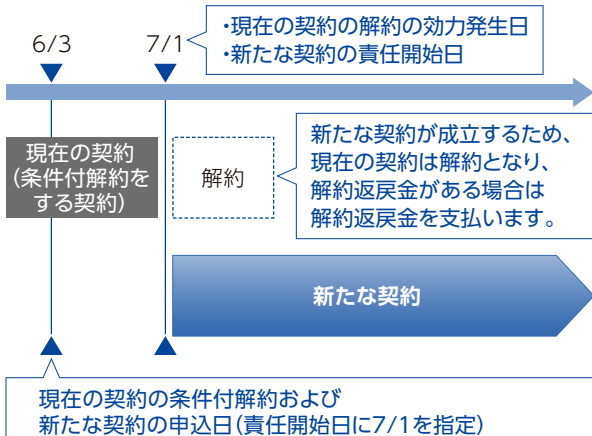 6/3
7/1
・現在の契約の解約の効力発生日
・新たな契約の責任開始日
現在の契約
(条件付解約を
する契約)
解約
新たな契約が成立するため、
現在の契約は解約となり、
解約返戻金がある場合は
解約返戻金を支払います。
新たな契約
現在の契約の条件付解約および
新たな契約の申込日(責任開始日に7/1を指定)